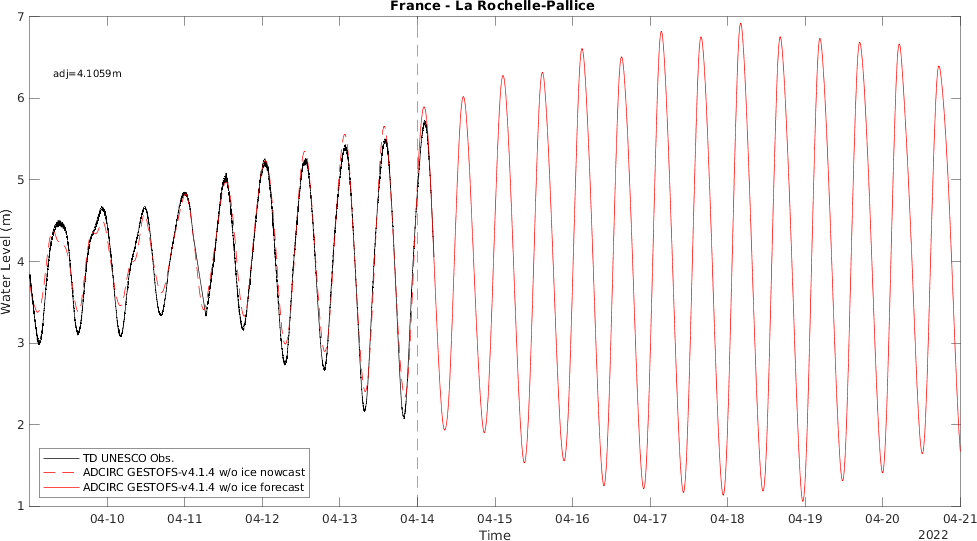 France - La Rochelle-Pallice
adj=4.1059m
7
6
5
4
3
2
1
Water Level (m)
TD UNESCO Obs.
ADCIRC GESTOFS-v4.1.4 w/o ice nowcast
ADCIRC GESTOFS-v4.1.4 w/o ice forecast
04-10 04-11 04-12 04-13 04-14 04-15 04-16 04-17 04-18 04-19 04-20 04-21
Time
2022